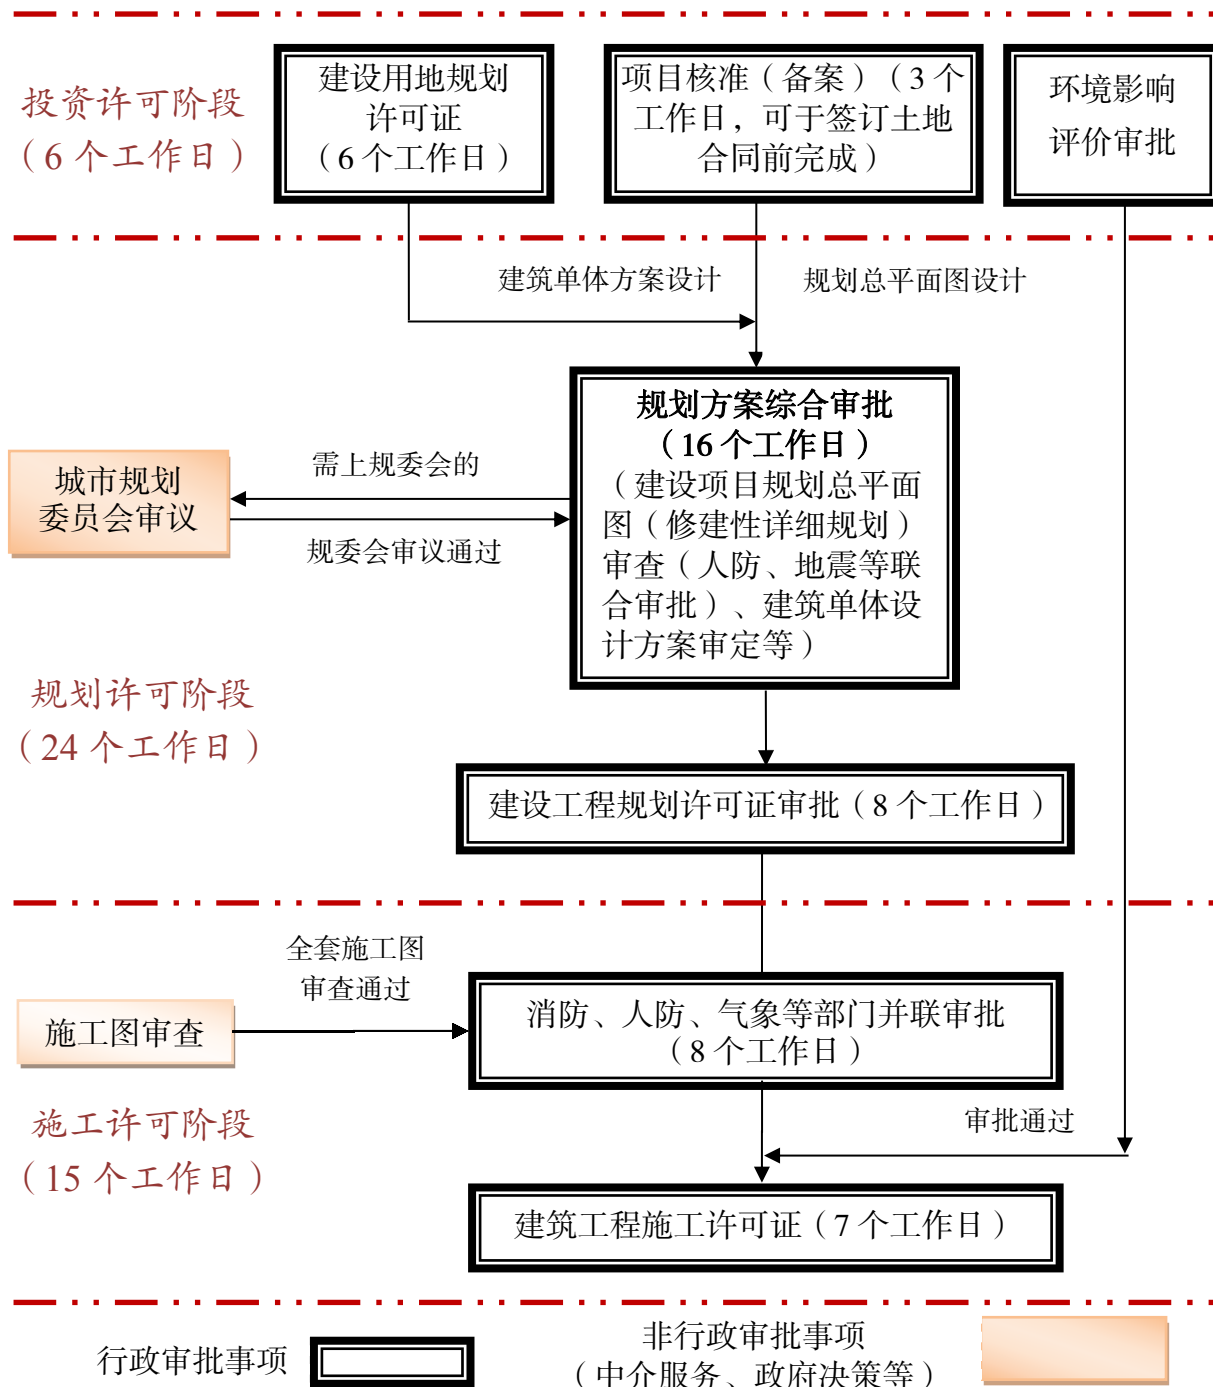 投资许可阶段
（6 个工作日）
建设用地规划
许可证
（6 个工作日）
项目核准（备案）（3 个
工作日，可于签订土地
合同前完成）
环境影响
评价审批
建筑单体方案设计
规划总平面图设计
规划方案综合审批
（16 个工作日）
（建设项目规划总平面
图（修建性详细规划）
审查（人防、地震等联
合审批）、建筑单体设
计方案审定等）
需上规委会的
城市规划
委员会审议
规委会审议通过
规划许可阶段
（24 个工作日）
建设工程规划许可证审批（8 个工作日）
全套施工图
审查通过
施工图审查
消防、人防、气象等部门并联审批
（8 个工作日）
施工许可阶段
（15 个工作日）
审批通过
建筑工程施工许可证（7 个工作日）
行政审批事项
非行政审批事项
（中介服务、政府决策等）